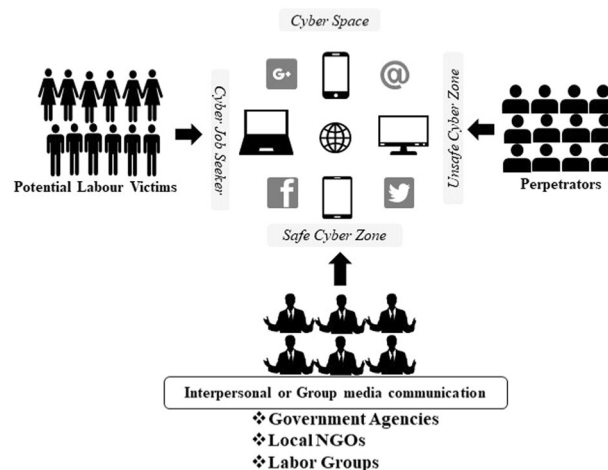 Cyber Space
G+
@
Cyber Job Seeker
Unsafe Cyber Zone
Potential Labour Victims
Perpetrators
f
Safe Cyber Zone
Interpersonal or Group media communication
❖Government Agencies
❖Local NGOs
❖Labor Groups